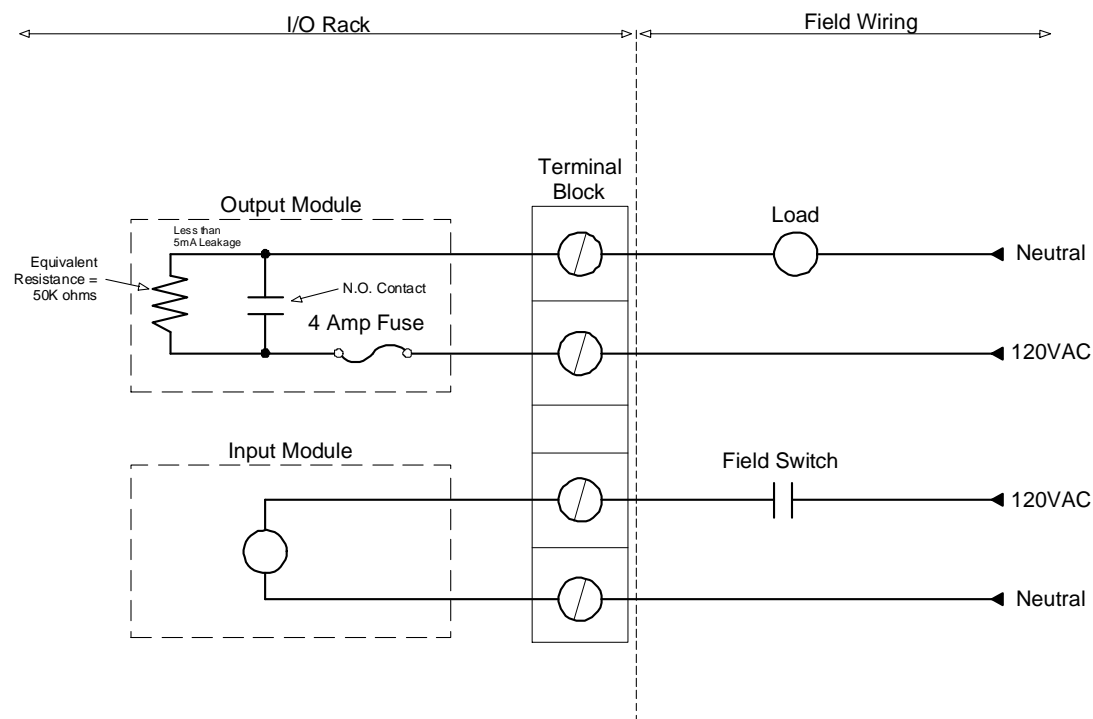 I/O Rack
Field Wiring
Terminal
Block
Output Module
Load
Less than
5mA Leakage
Equivalent
Resistance =
50K ohms
N.O. Contact
4 Amp Fuse
Neutral
120VAC
Input Module
Field Switch
120VAC
Neutral